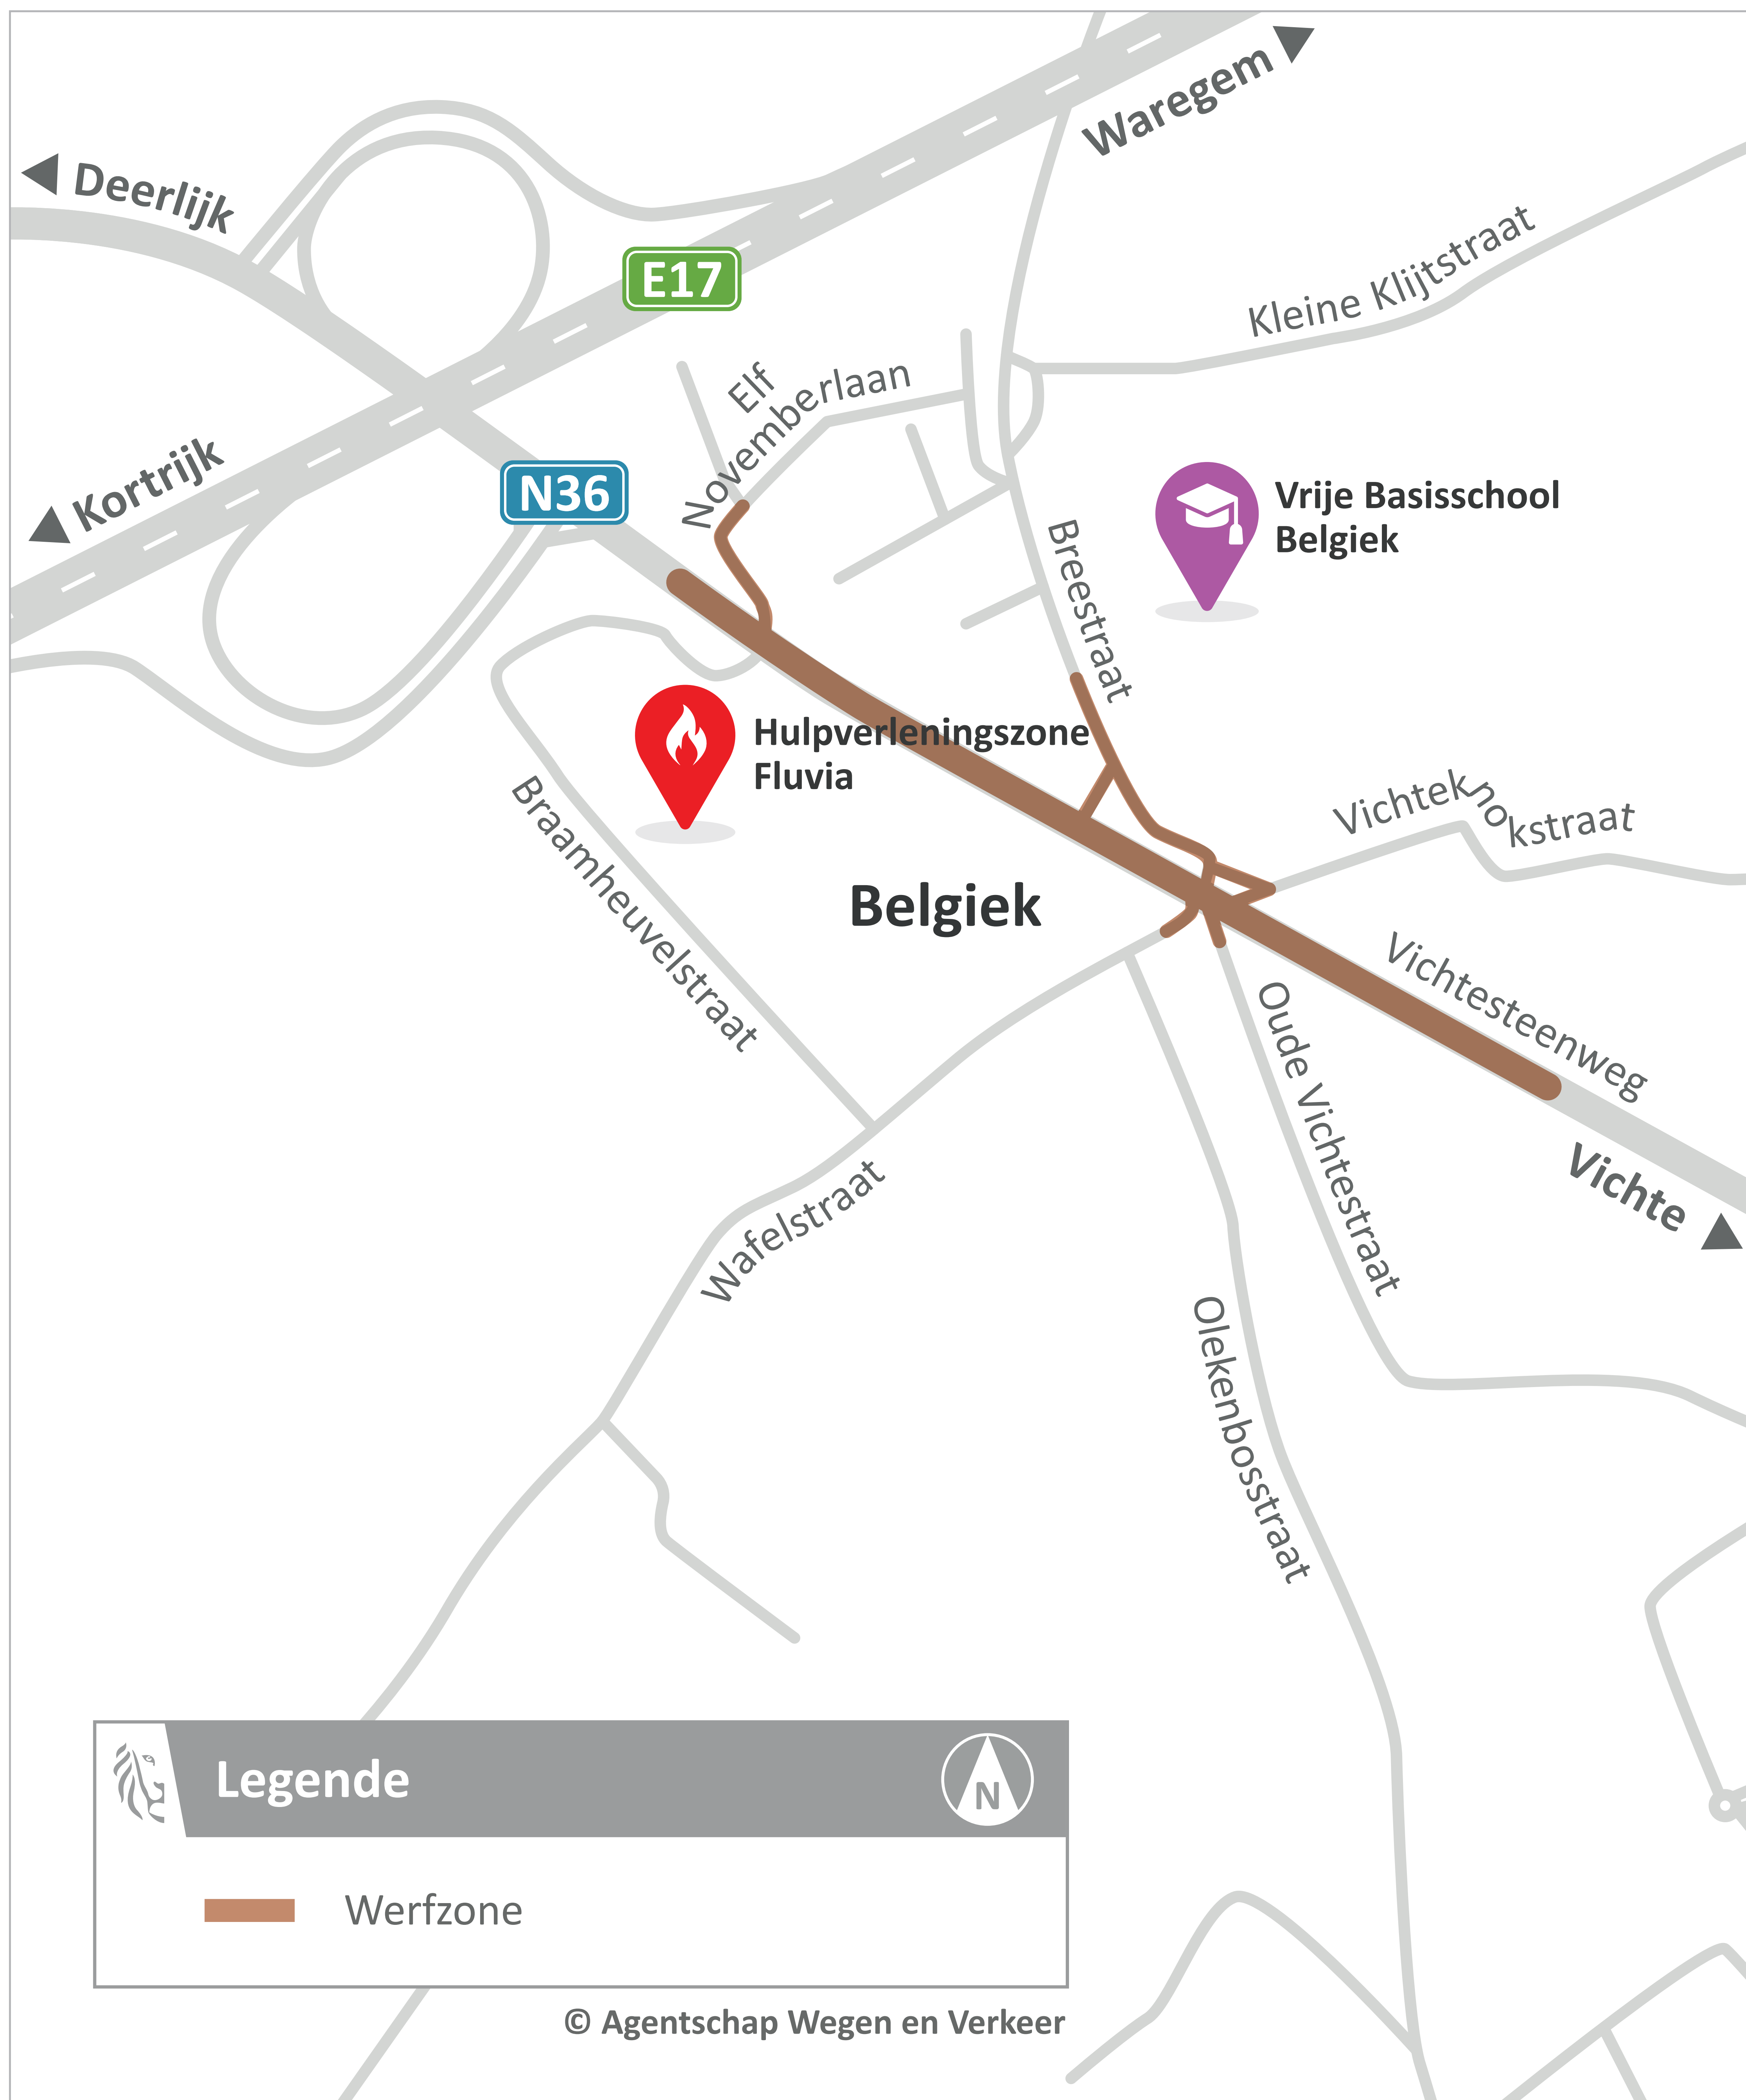 Waregem
Deerlijk
E17
Kleine Klijtstraat
Elf
Novemberlaan
Kortrijk
N36
Vrije Basisschool
Belgiek
Breestraat
Hulpverleningszone
Fluvia
Vichteknokstraat
Braamheuvelstraat
Belgiek
Vichtesteenweg
Oude Vichtestraat
Vichte
Wafelstraat
Olekenbosstraat
Legende
N
Werfzone
© Agentschap Wegen en Verkeer